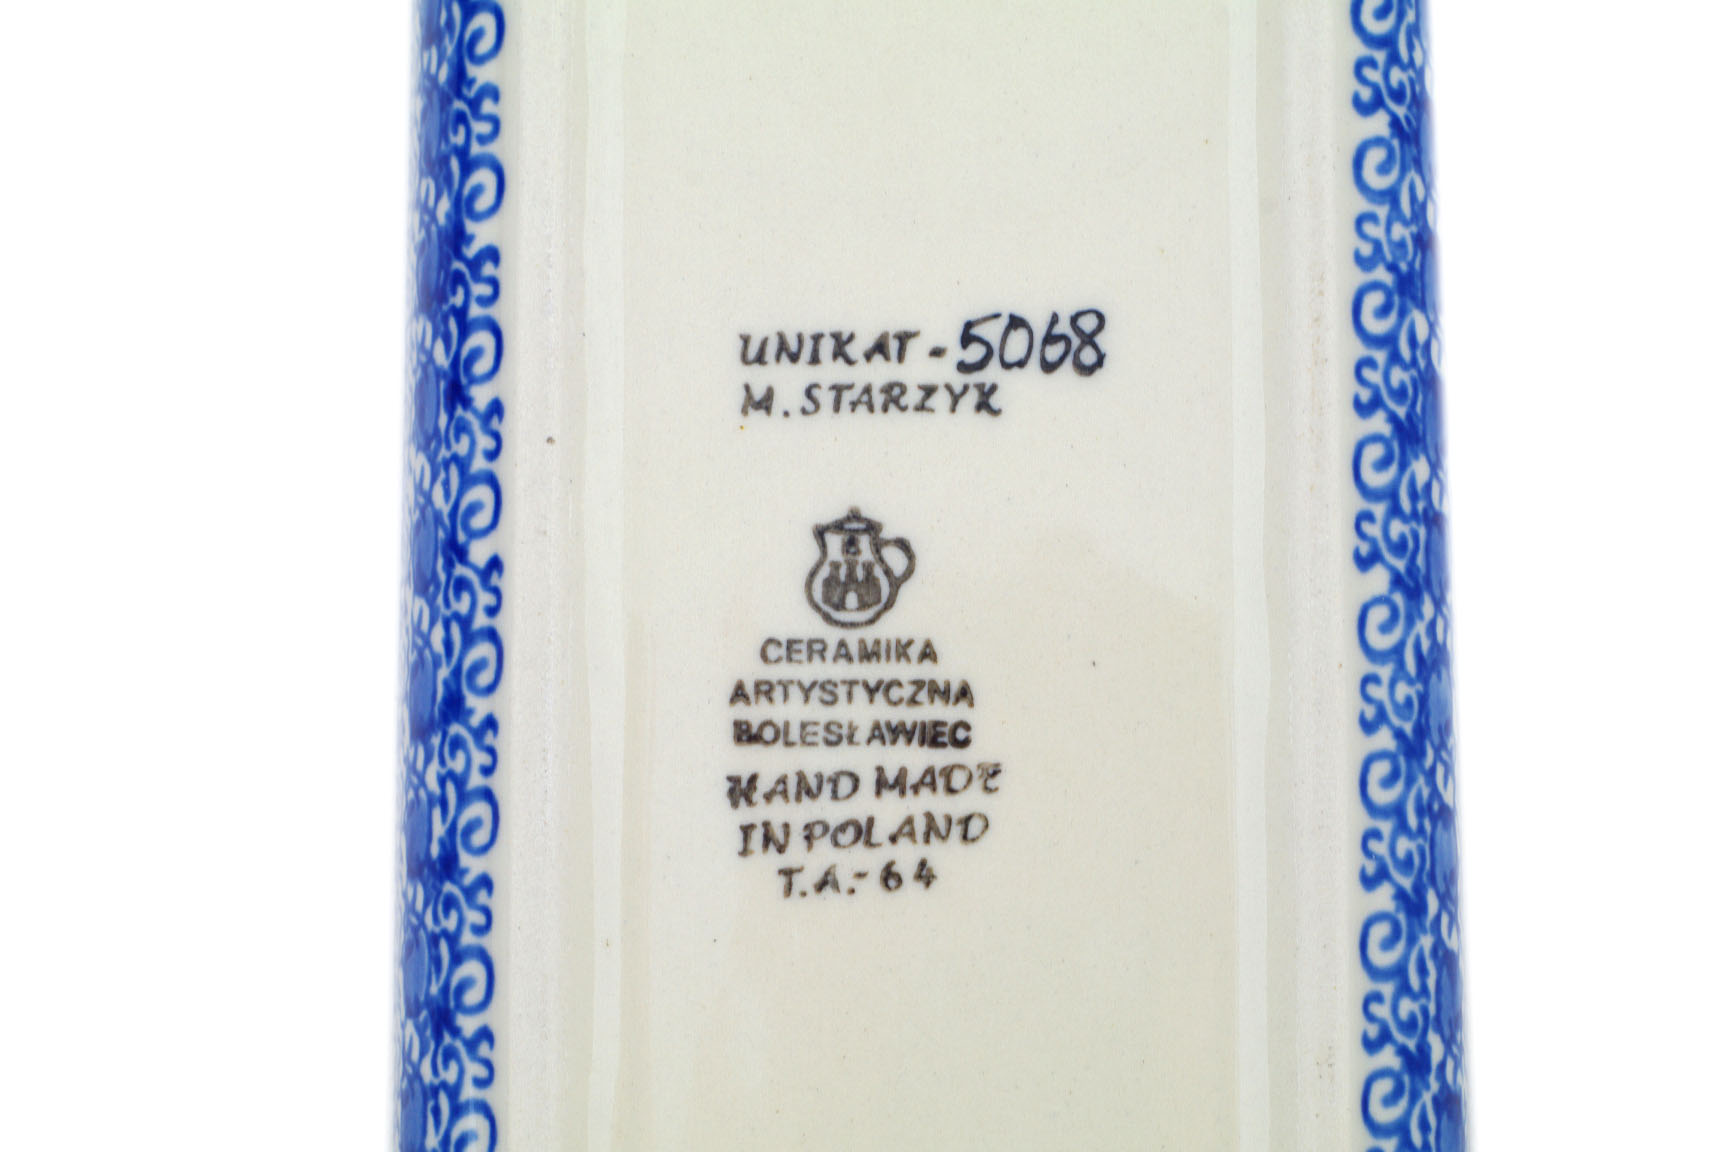 UNIKAT - 5068
M. STARZYK
CERAMIKA
ARTYSTYCZNA
BOLESŁAWIEC
HAND MADE
IN POLAND
T.A.-64